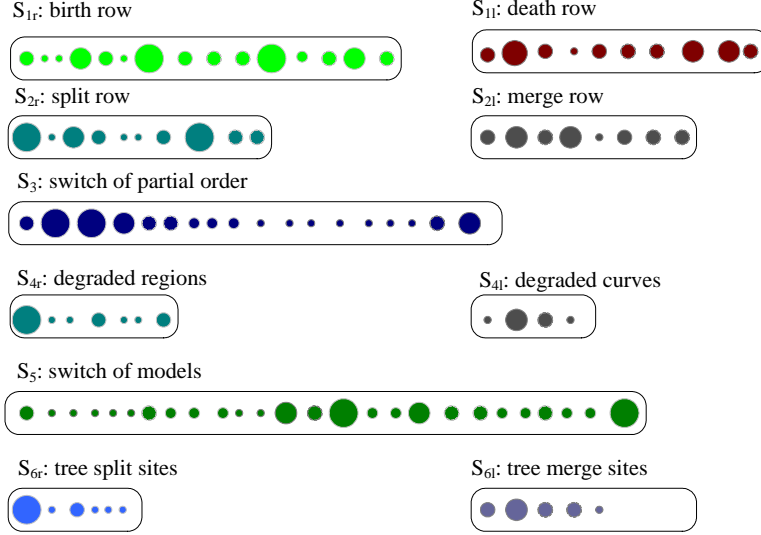 S1r: birth row
S1l: death row
S2r: split row
S2l: merge row
S3: switch of partial order
S4r: degraded regions
S4l: degraded curves
S5: switch of models
S6r: tree split sites
S6l: tree merge sites